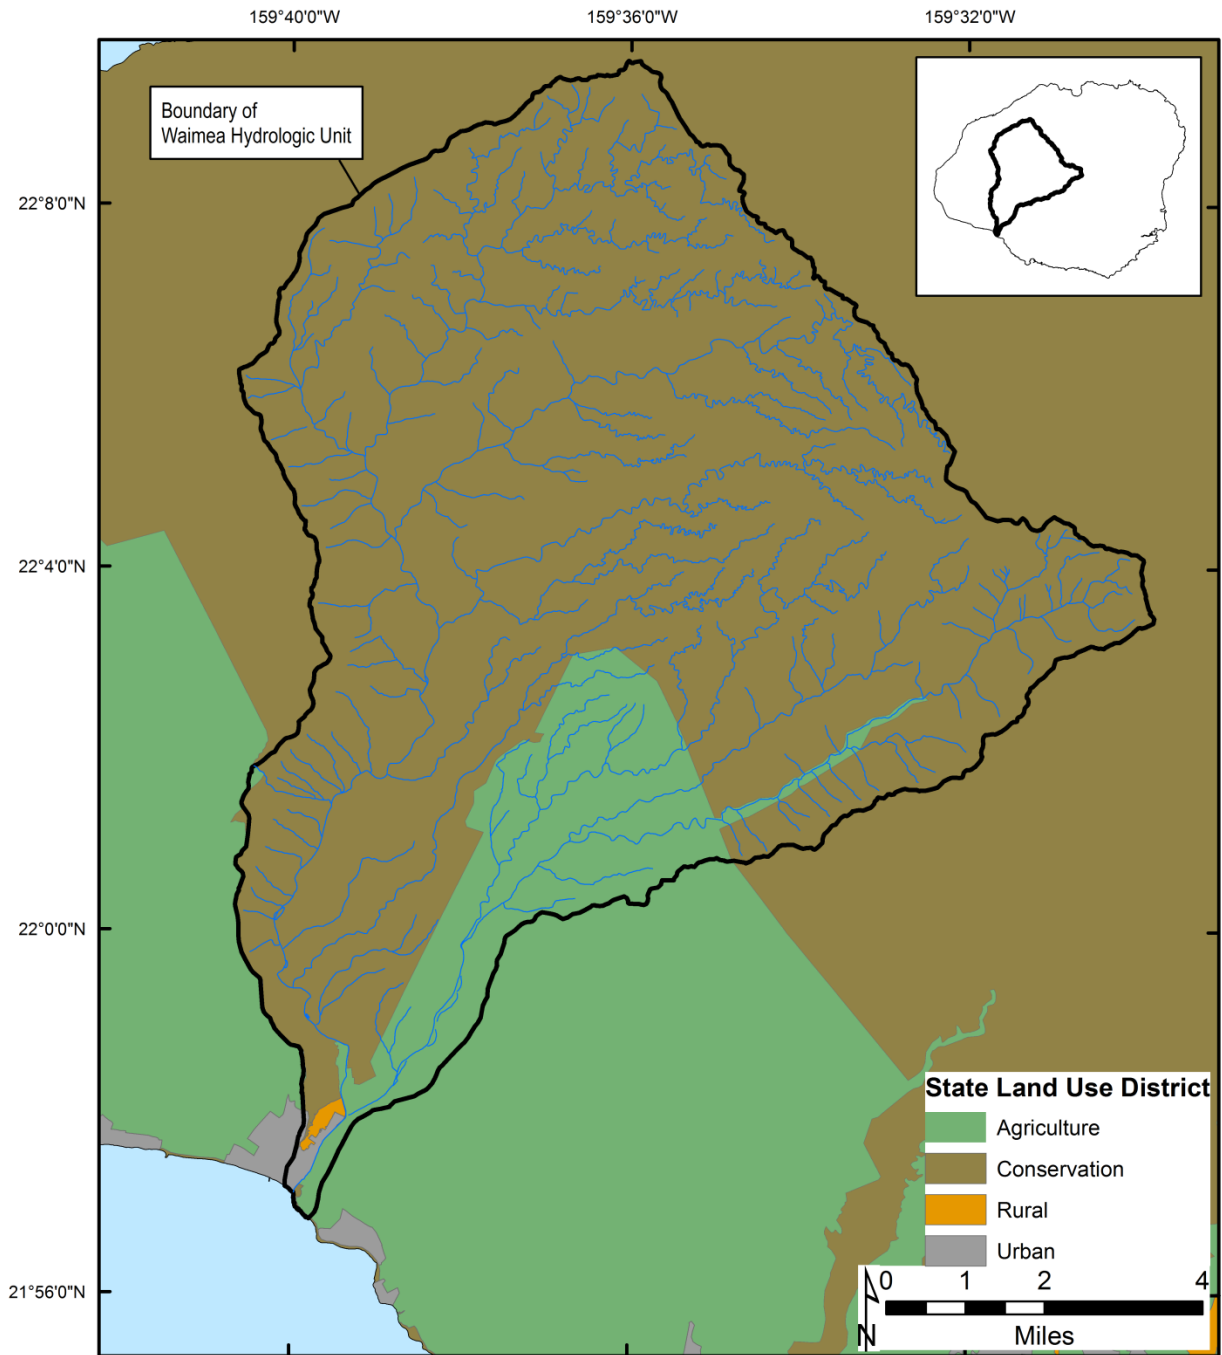 159°40'0"W
159°36'0"W
159°32'0"W
Boundary of
Waimea Hydrologic Unit
22°8'0"N
22°4'0"N
22°0'0"N
21°56'0"N
State Land Use District
Agriculture
Conservation
Rural
Urban
0 1 2 4
Miles
N